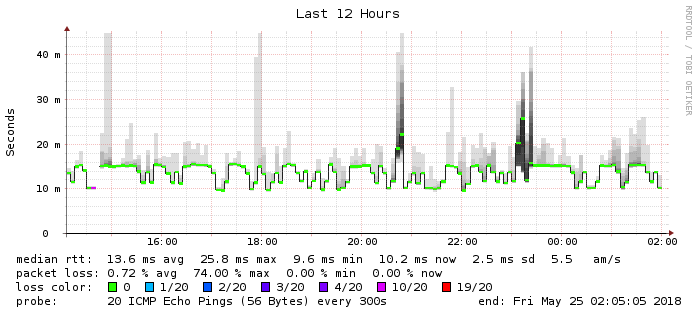 Last 12 Hours
RRDTOOL / TOBI OETIKER
Seconds
40 m
30 m
20 m
10 m
0
16:00 18:00 20:00 22:00 00:00 02:00
median rtt: 13.6 ms avg 25.8 ms max 9.6 ms min 10.2 ms now 2.5 ms sd 5.5 am/s
packet loss: 0.72 % avg 74.00 % max 0.00 % min 0.00 % now
loss color: 0 1/20 2/20 3/20 4/20 10/20 19/20
probe: 20 ICMP Echo Pings (56 Bytes) every 300s end: Fri May 25 02:05:05 2018